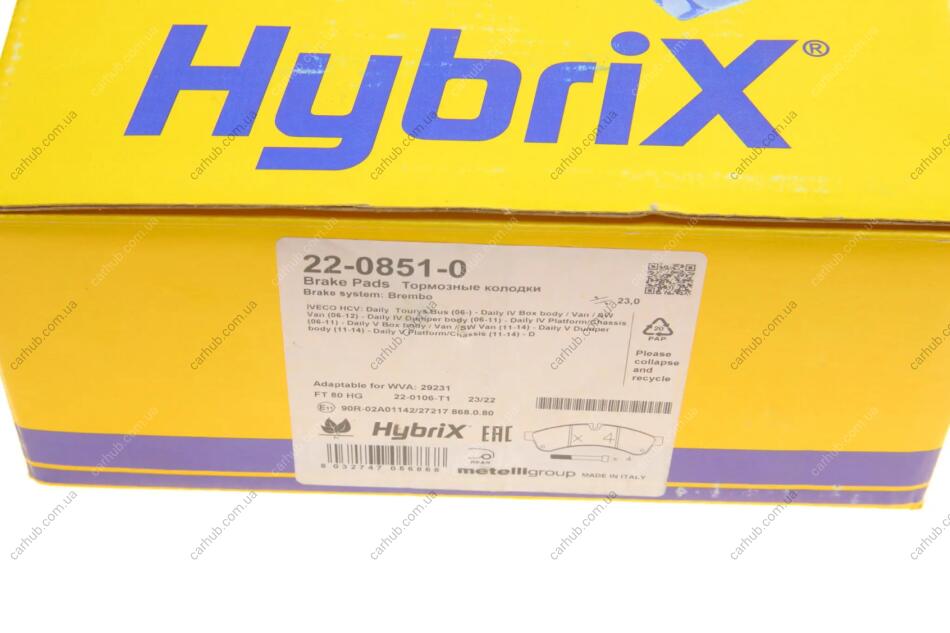 HybriX®
22-0851-0
Brake Pads Тормозные колодки
Brake system: Brembo
23,0
IVECO HCV: Daily Tourys Bus (06-) - Daily IV Box body / Van / SW
Van (06-12) - Daily IV Dumper body (06-11) - Daily IV Platform/Chassis
(06-11) - Daily V Box body / Van / SW Van (11-14) - Daily V Dumper
body (11-14) - Daily V Platform/Chassis (11-14) - D
20
PAP
Please
collapse
and
recycle
Adaptable for WVA: 29231
FT 80 HG 22-0106-T1 23/22
E11 90R-02A01142/27217 868.0.80
HybriX EAC
x 4
REAR
x 4
8 032747 056868
metelligroup MADE IN ITALY
carhub.com.ua